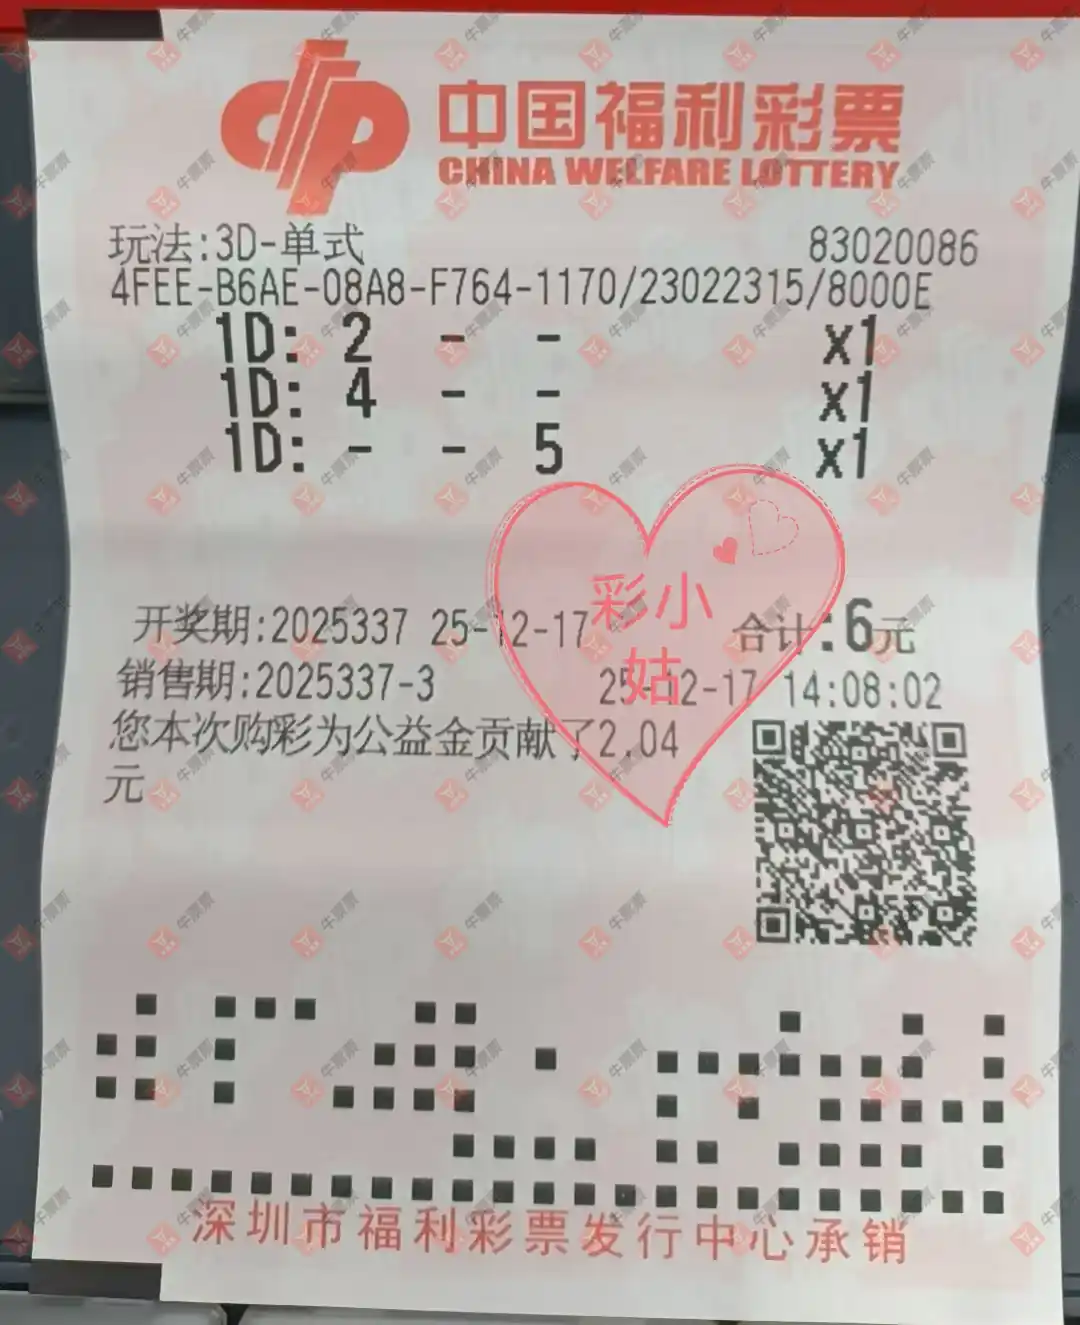 中国福利彩票
CHINA WELFARE LOTTERY
玩法:3D-单式 83020086
4FEE-B6AE-08A8-F764-1170/23022315/8000E
1D: 2 - - x1
1D: 4 - - x1
1D: - - 5 x1
彩小
姑
开奖期:2025337 25-12-17 合计:6元
销售期:2025337-3 25-12-17 14:08:02
您本次购彩为公益金贡献了2.04
元
深圳市福利彩票发行中心承销
牛票票